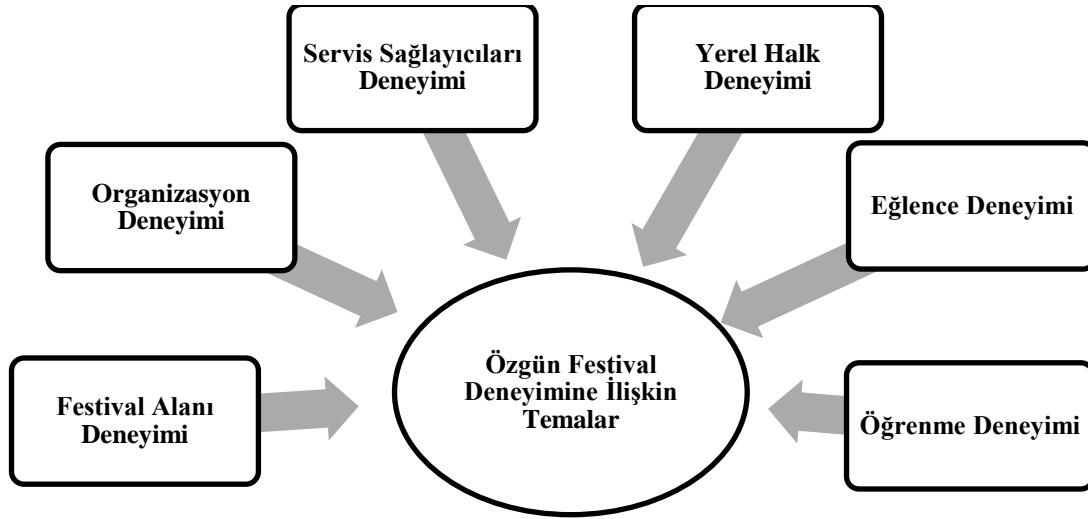 Servis Sağlayıcıları
Deneyimi
Yerel Halk
Deneyimi
Organizasyon
Deneyimi
Eğlence Deneyimi
Özgün Festival
Deneyimine İlişkin
Temalar
Festival Alanı
Deneyimi
Öğrenme Deneyimi